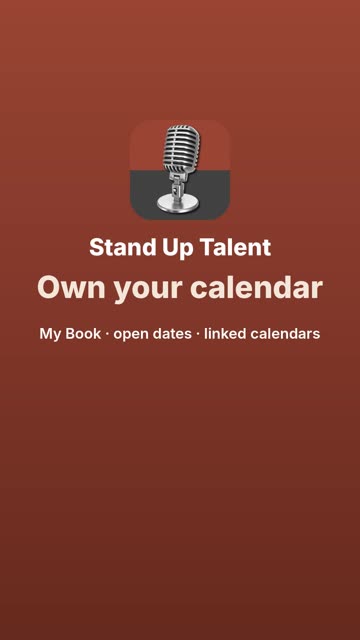 Stand Up Talent
Own your calendar
My Book · open dates · linked calendars